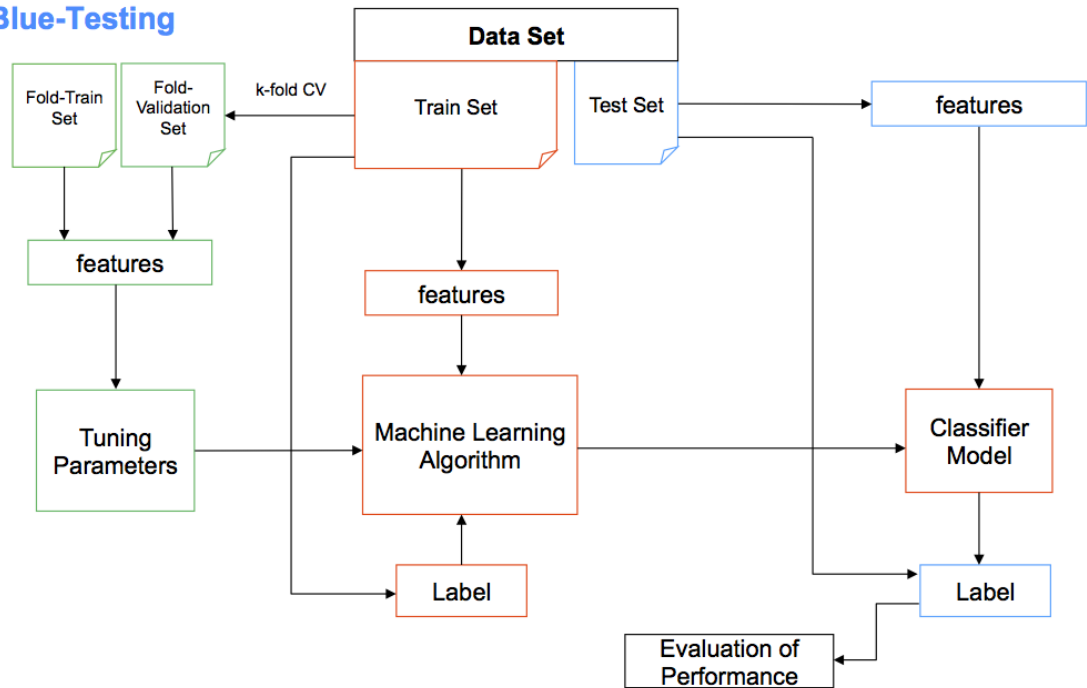 Blue-Testing
Data Set
Fold-Train
Set
Fold-
Validation
Set
k-fold CV
Train Set
Test Set
features
features
features
Tuning
Parameters
Machine Learning
Algorithm
Classifier
Model
Label
Label
Evaluation of
Performance